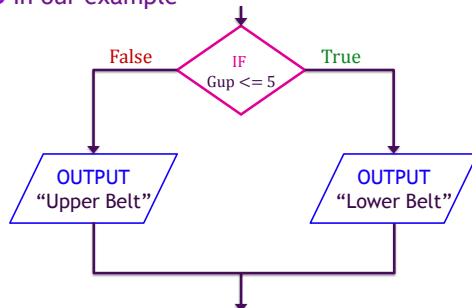 in our example
False
IF
True
Gup <= 5
OUTPUT
“Upper Belt”
OUTPUT
“Lower Belt”